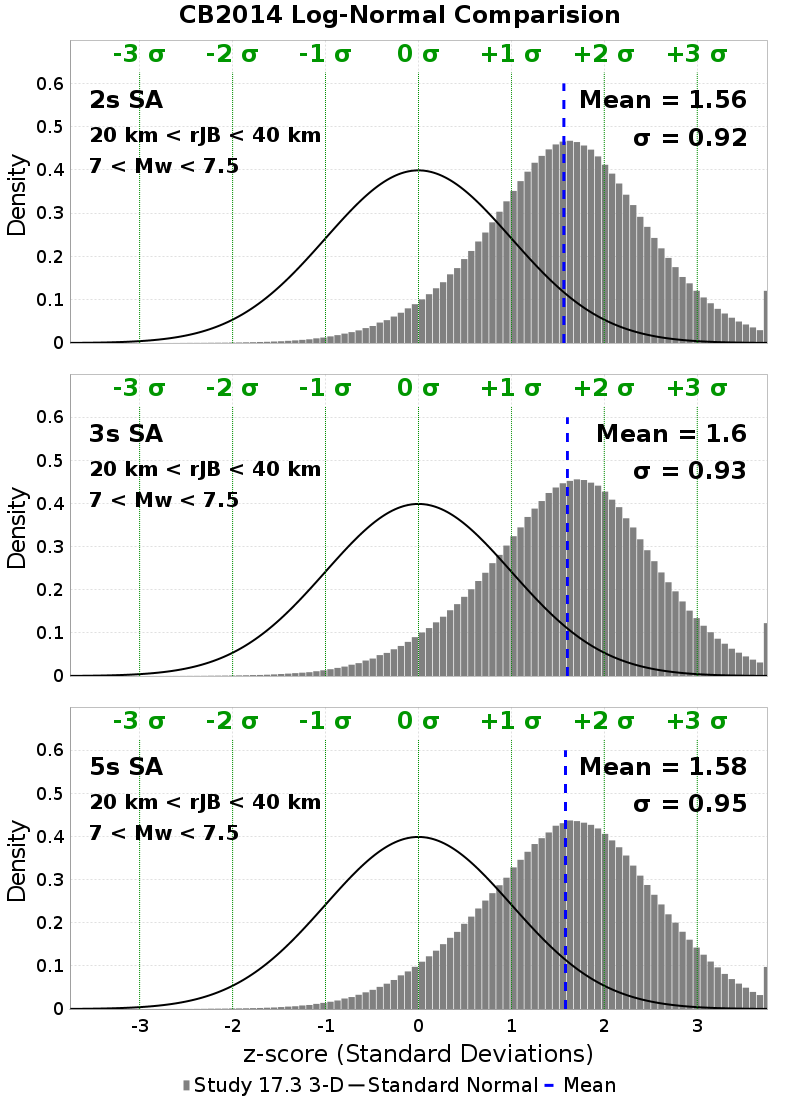 CB2014 Log-Normal Comparision
-3 σ -2 σ -1 σ 0 σ +1 σ +2 σ +3 σ
2s SA
Mean = 1.56
20 km < rJB < 40 km
σ = 0.92
7 < Mw < 7.5
0.6
0.5
0.4
0.3
0.2
0.1
0
Density
-3 σ -2 σ -1 σ 0 σ +1 σ +2 σ +3 σ
3s SA
Mean = 1.6
20 km < rJB < 40 km
σ = 0.93
7 < Mw < 7.5
0.6
0.5
0.4
0.3
0.2
0.1
0
Density
-3 σ -2 σ -1 σ 0 σ +1 σ +2 σ +3 σ
5s SA
Mean = 1.58
20 km < rJB < 40 km
σ = 0.95
7 < Mw < 7.5
0.6
0.5
0.4
0.3
0.2
0.1
0
Density
-3 -2 -1 0 1 2 3
z-score (Standard Deviations)
Study 17.3 3-D Standard Normal Mean